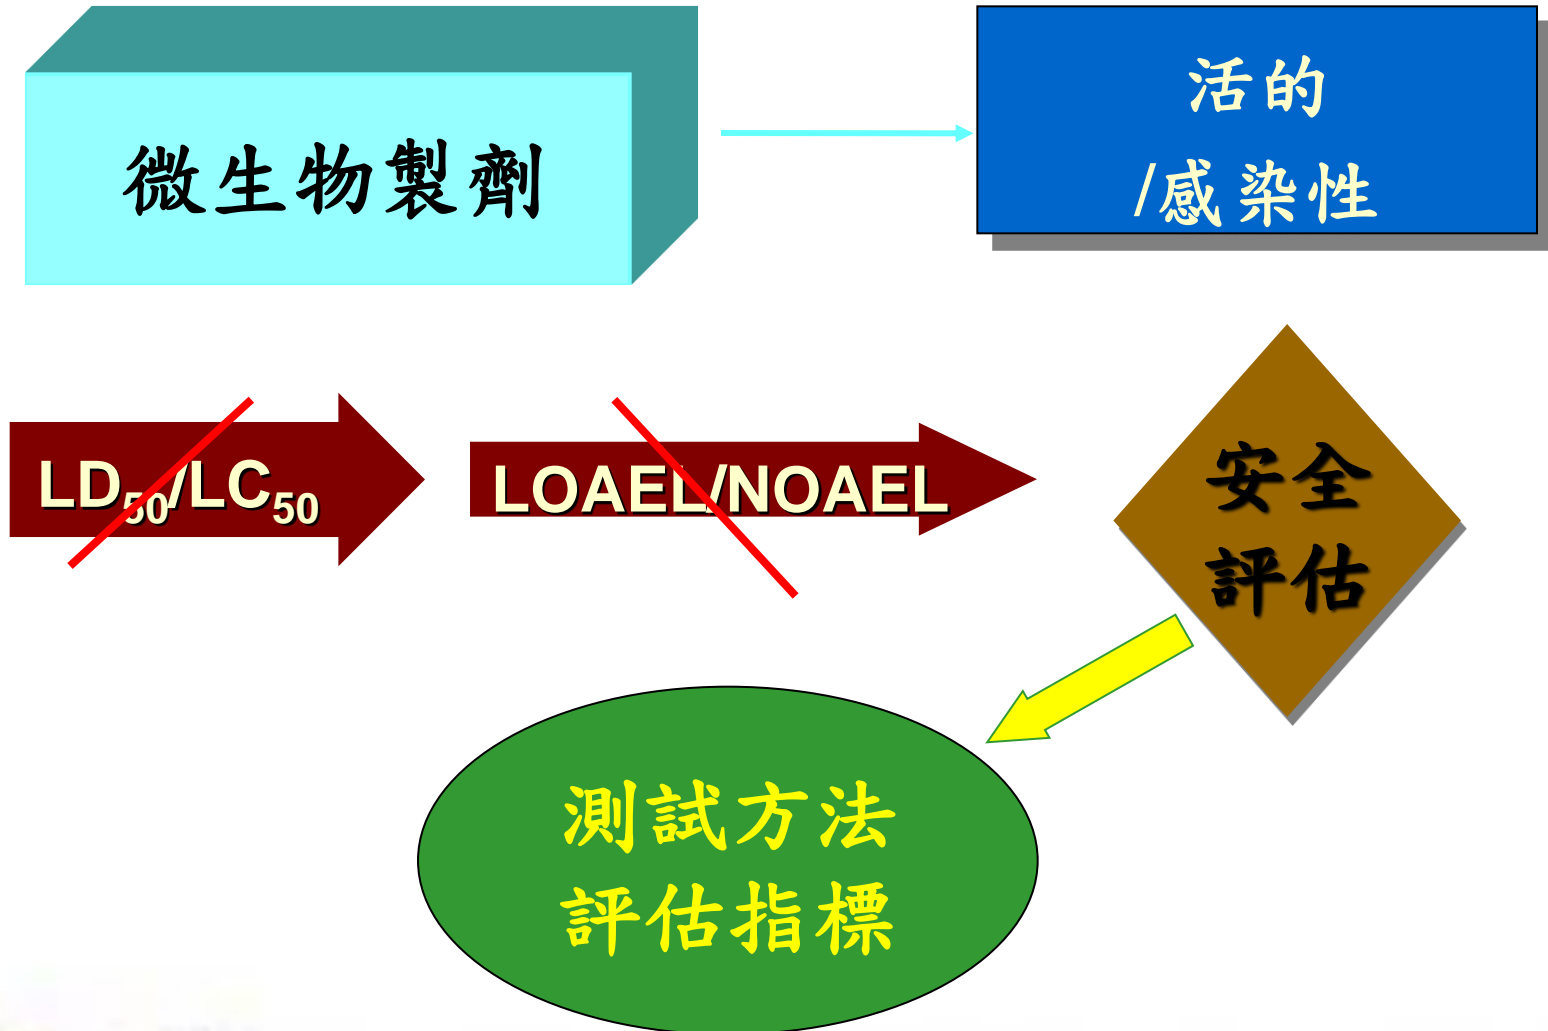 微生物製劑
活的
/感染性
LD50/LC50
LOAEL/NOAEL
安全
評估
測試方法
評估指標